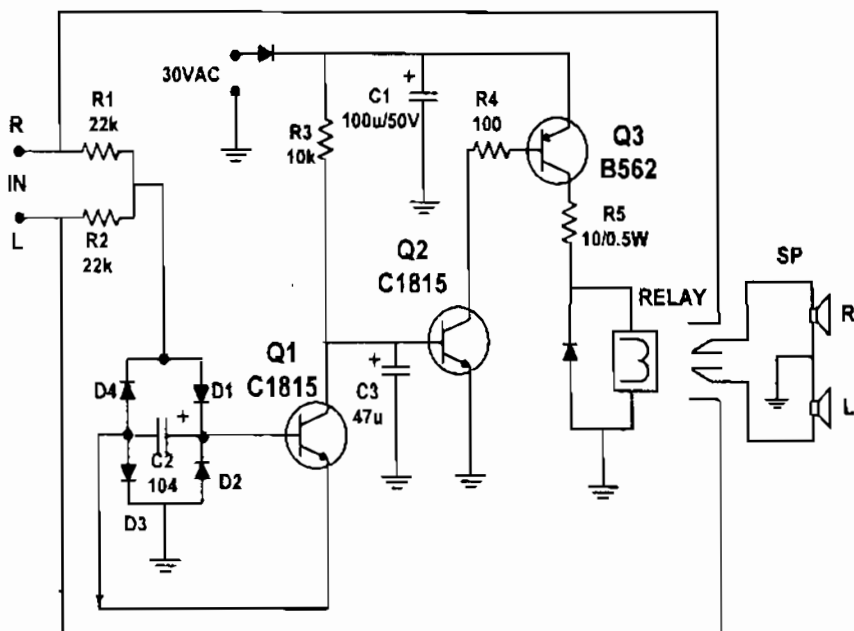 30VAC
R1
22k
R
IN
L
R2
22k
R3
10k
+
C1
100u/50V
R4
100
Q3
B562
R5
10/0.5W
Q2
C1815
RELAY
SP
R
L
Q1
C1815
+
C3
47u
D4
D1
+
C2
104
D2
D3